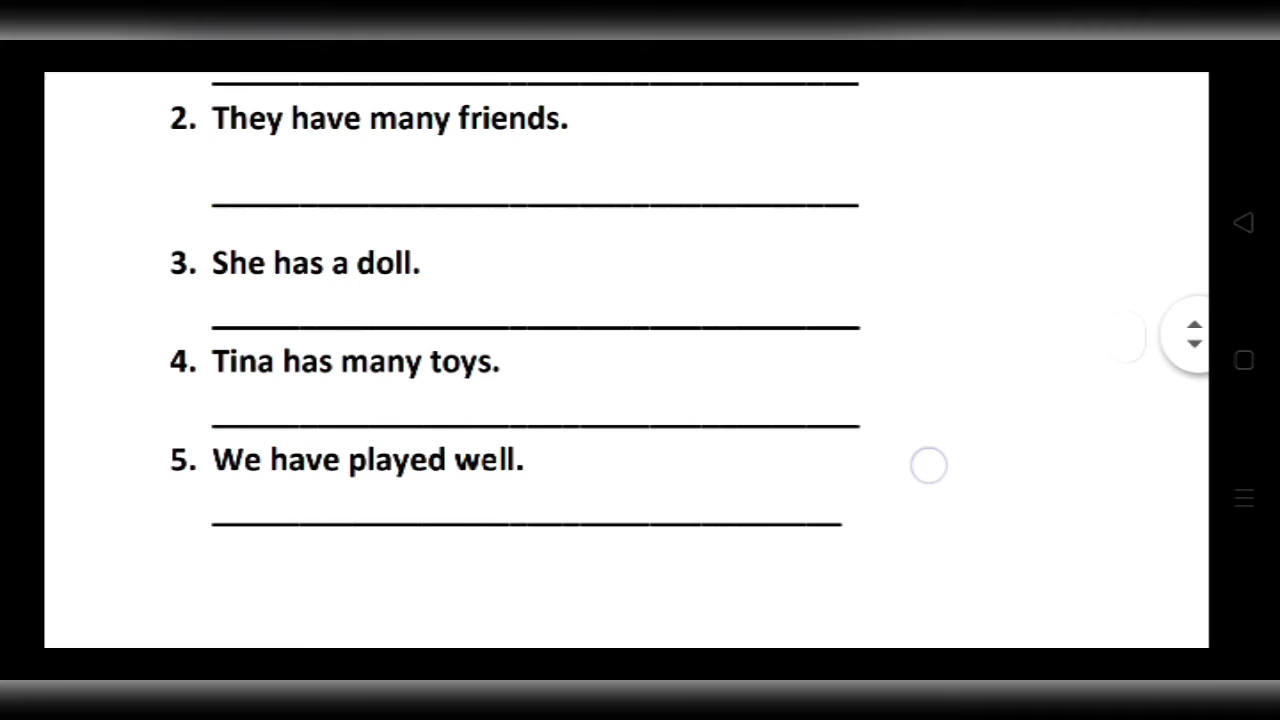 2. They have many friends.
3. She has a doll.
4. Tina has many toys.
5. We have played well.